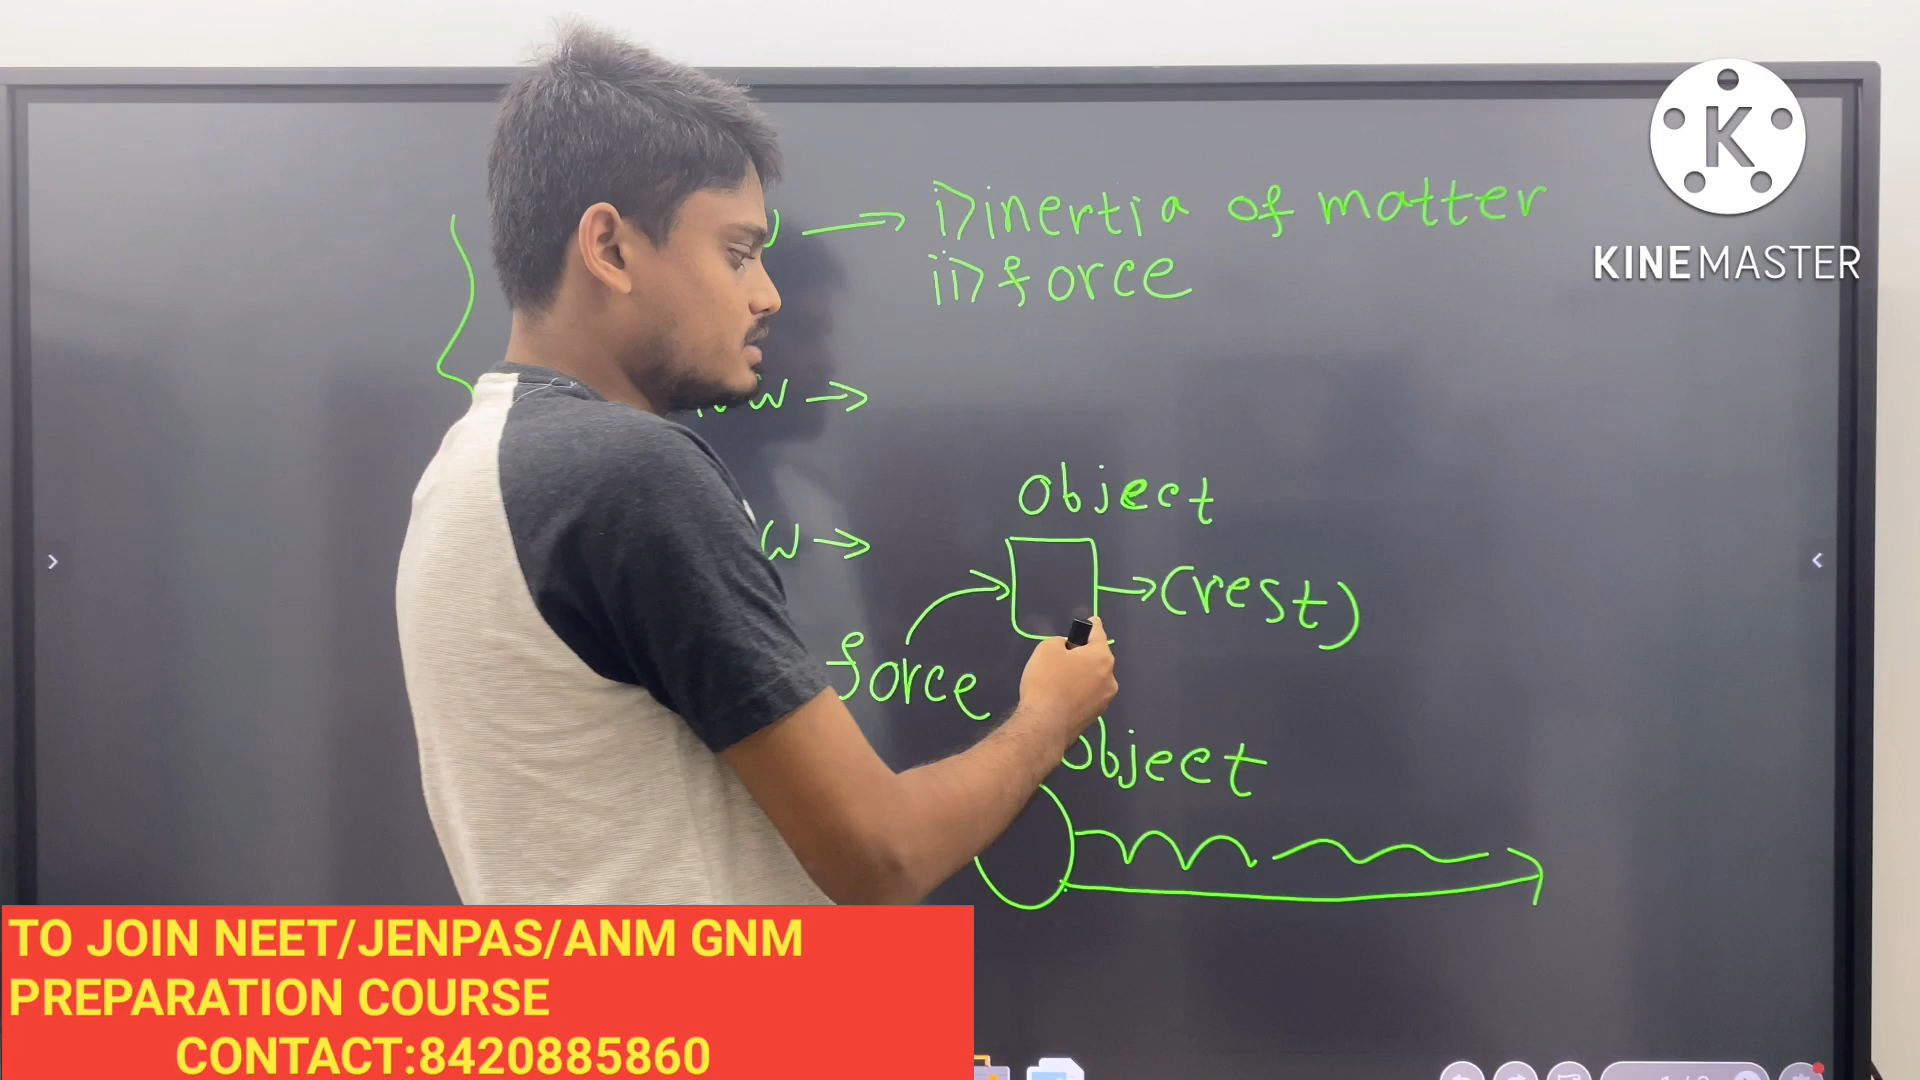 i) inertia of matter
ii) force
W →
W →
object
(rest)
force
object
K
KINEMASTER
TO JOIN NEET/JENPAS/ANM GNM
PREPARATION COURSE
CONTACT:8420885860